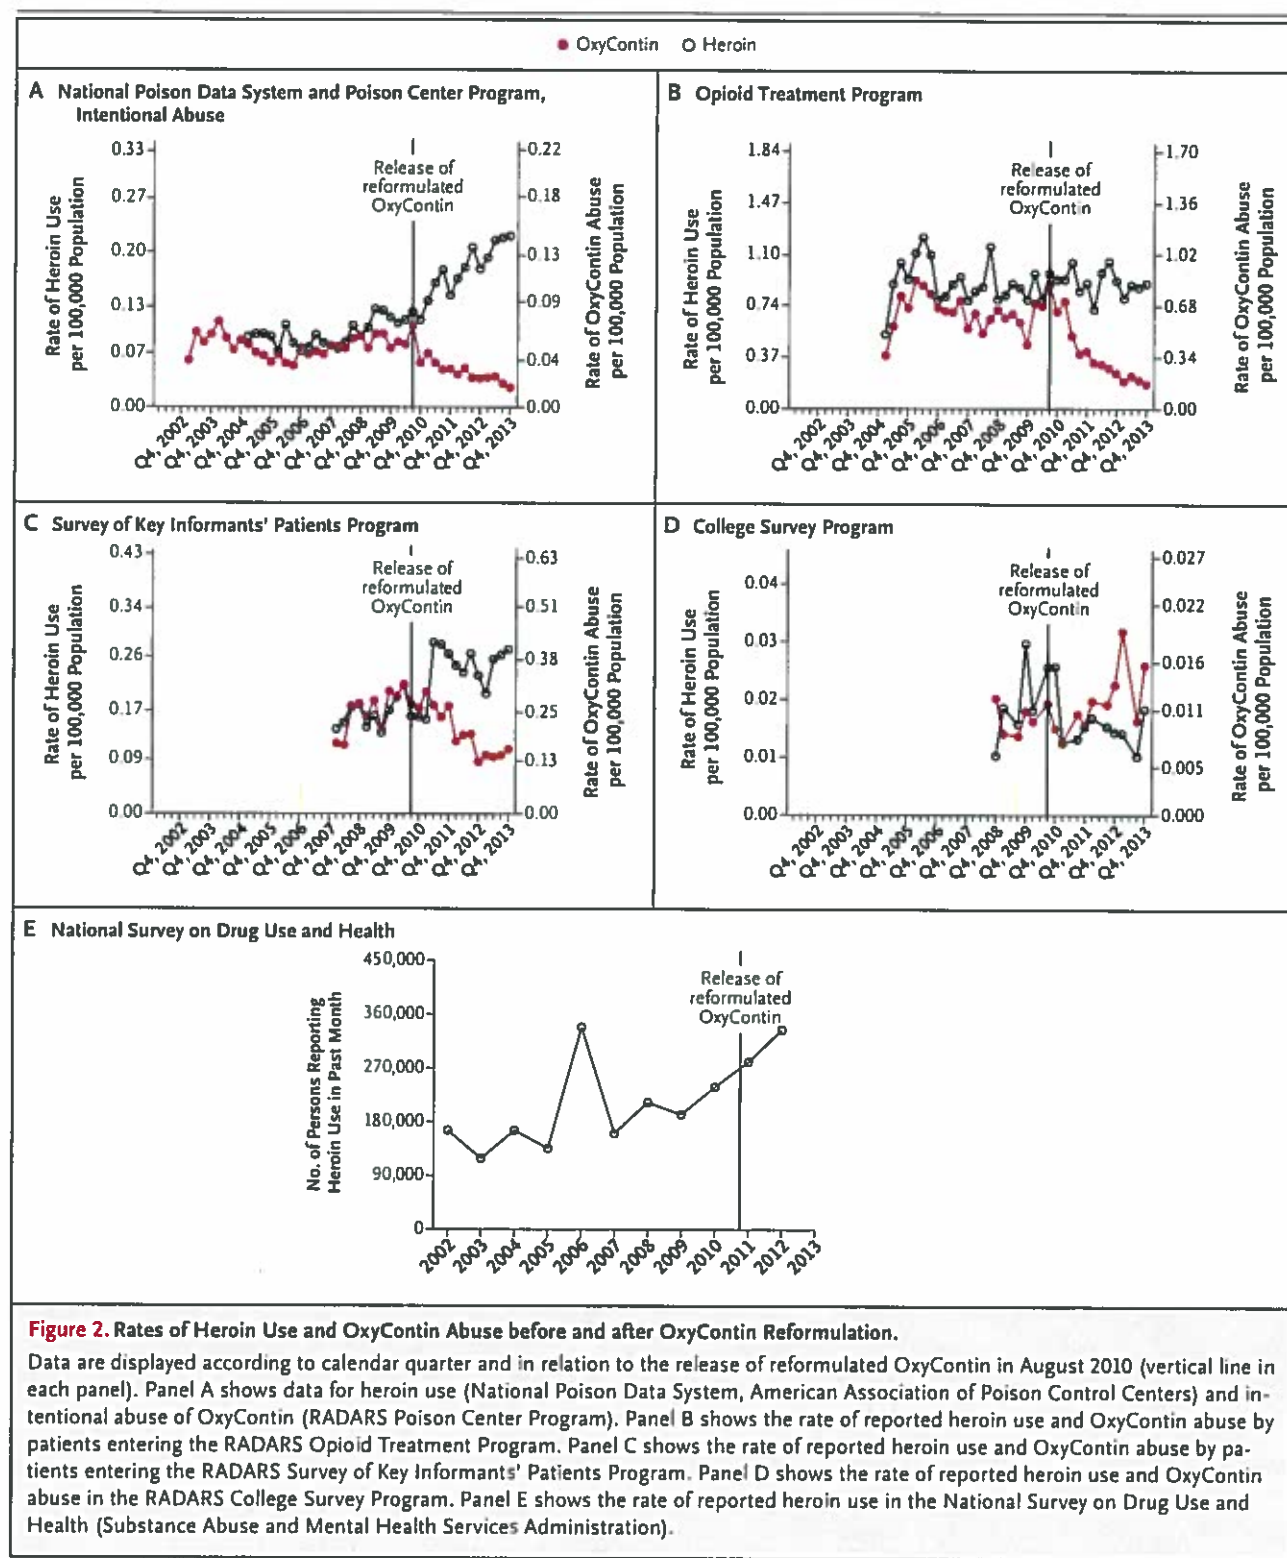 OxyContin Heroin
A National Poison Data System and Poison Center Program,
Intentional Abuse
Rate of Heroin Use
per 100,000 Population
0.33
0.27
0.20
0.13
0.07
0.00
Release of
reformulated
OxyContin
0.22
0.18
0.13
0.09
0.04
0.00
Rate of OxyContin Abuse
per 100,000 Population
Q4, 2002
Q4, 2003
Q4, 2004
Q4, 2005
Q4, 2006
Q4, 2007
Q4, 2008
Q4, 2009
Q4, 2010
Q4, 2011
Q4, 2012
Q4, 2013
B Opioid Treatment Program
Rate of Heroin Use
per 100,000 Population
1.84
1.47
1.10
0.74
0.37
0.00
Release of
reformulated
OxyContin
1.70
1.36
1.02
0.68
0.34
0.00
Rate of OxyContin Abuse
per 100,000 Population
Q4, 2002
Q4, 2003
Q4, 2004
Q4, 2005
Q4, 2006
Q4, 2007
Q4, 2008
Q4, 2009
Q4, 2010
Q4, 2011
Q4, 2012
Q4, 2013
C Survey of Key Informants' Patients Program
Rate of Heroin Use
per 100,000 Population
0.43
0.34
0.26
0.17
0.09
0.00
Release of
reformulated
OxyContin
0.63
0.51
0.38
0.25
0.13
0.00
Rate of OxyContin Abuse
per 100,000 Population
Q4, 2002
Q4, 2003
Q4, 2004
Q4, 2005
Q4, 2006
Q4, 2007
Q4, 2008
Q4, 2009
Q4, 2010
Q4, 2011
Q4, 2012
Q4, 2013
D College Survey Program
Rate of Heroin Use
per 100,000 Population
0.04
0.03
0.02
0.01
0.00
Release of
reformulated
OxyContin
0.027
0.022
0.016
0.011
0.005
0.000
Rate of OxyContin Abuse
per 100,000 Population
Q4, 2002
Q4, 2003
Q4, 2004
Q4, 2005
Q4, 2006
Q4, 2007
Q4, 2008
Q4, 2009
Q4, 2010
Q4, 2011
Q4, 2012
Q4, 2013
E National Survey on Drug Use and Health
No. of Persons Reporting
Heroin Use in Past Month
450,000
360,000
270,000
180,000
90,000
0
Release of
reformulated
OxyContin
2002
2003
2004
2005
2006
2007
2008
2009
2010
2011
2012
2013
Figure 2. Rates of Heroin Use and OxyContin Abuse before and after OxyContin Reformulation.
Data are displayed according to calendar quarter and in relation to the release of reformulated OxyContin in August 2010 (vertical line in
each panel). Panel A shows data for heroin use (National Poison Data System, American Association of Poison Control Centers) and in-
tentional abuse of OxyContin (RADARS Poison Center Program). Panel B shows the rate of reported heroin use and OxyContin abuse by
patients entering the RADARS Opioid Treatment Program. Panel C shows the rate of reported heroin use and OxyContin abuse by pa-
tients entering the RADARS Survey of Key Informants' Patients Program. Panel D shows the rate of reported heroin use and OxyContin
abuse in the RADARS College Survey Program. Panel E shows the rate of reported heroin use in the National Survey on Drug Use and
Health (Substance Abuse and Mental Health Services Administration).